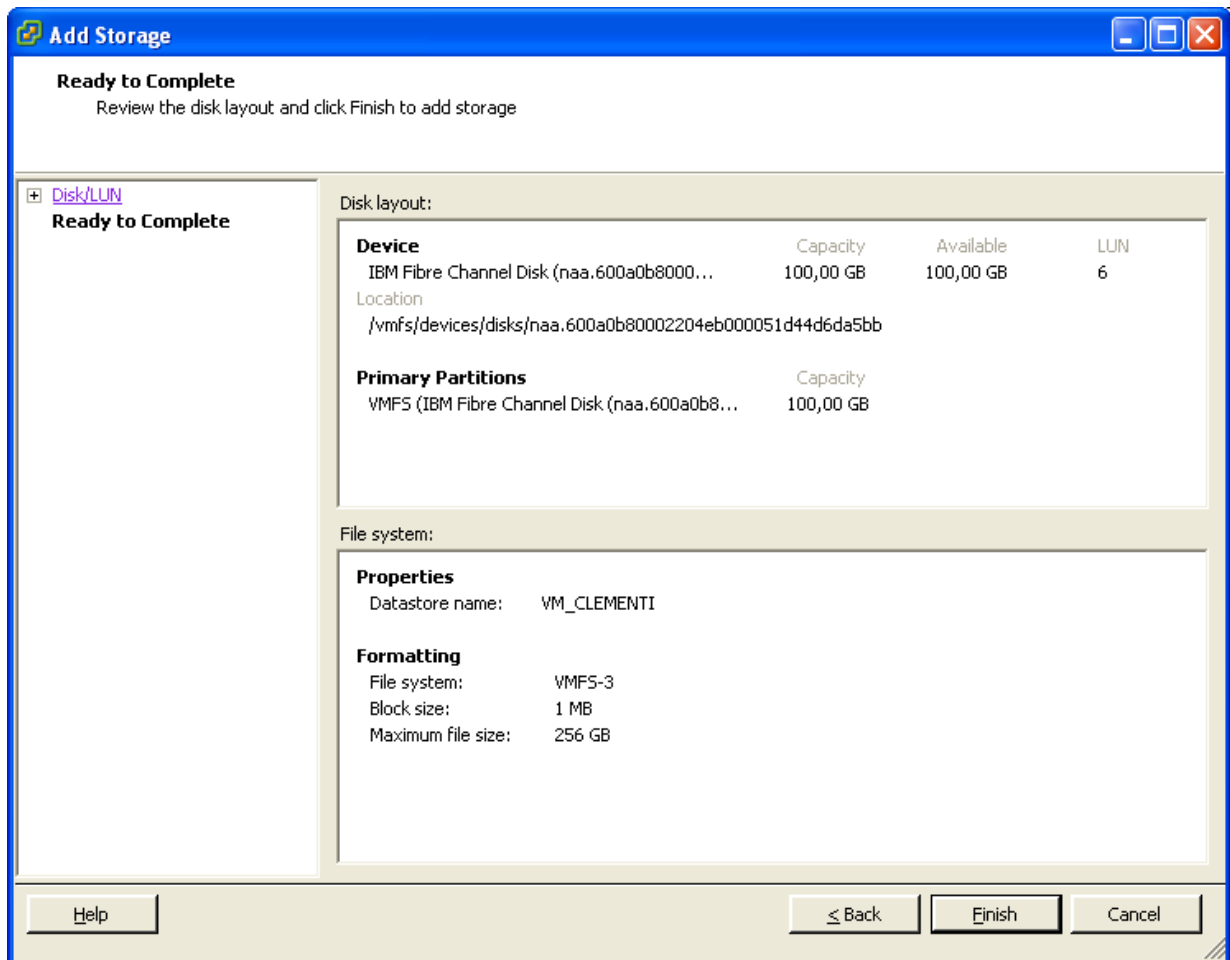 Add Storage
Ready to Complete
Review the disk layout and click Finish to add storage
Disk/LUN
Ready to Complete
Disk layout:
Device Capacity Available LUN
IBM Fibre Channel Disk (naa.600a0b8000... 100,00 GB 100,00 GB 6
Location
/vmfs/devices/disks/naa.600a0b80002204eb000051d44d6da5bb
Primary Partitions Capacity
VMFS (IBM Fibre Channel Disk (naa.600a0b8... 100,00 GB
File system:
Properties
Datastore name: VM_CLEMENTI
Formatting
File system: VMFS-3
Block size: 1 MB
Maximum file size: 256 GB
Help < Back Finish Cancel